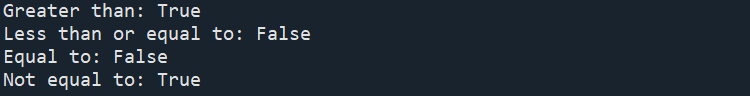 Greater than: True
Less than or equal to: False
Equal to: False
Not equal to: True